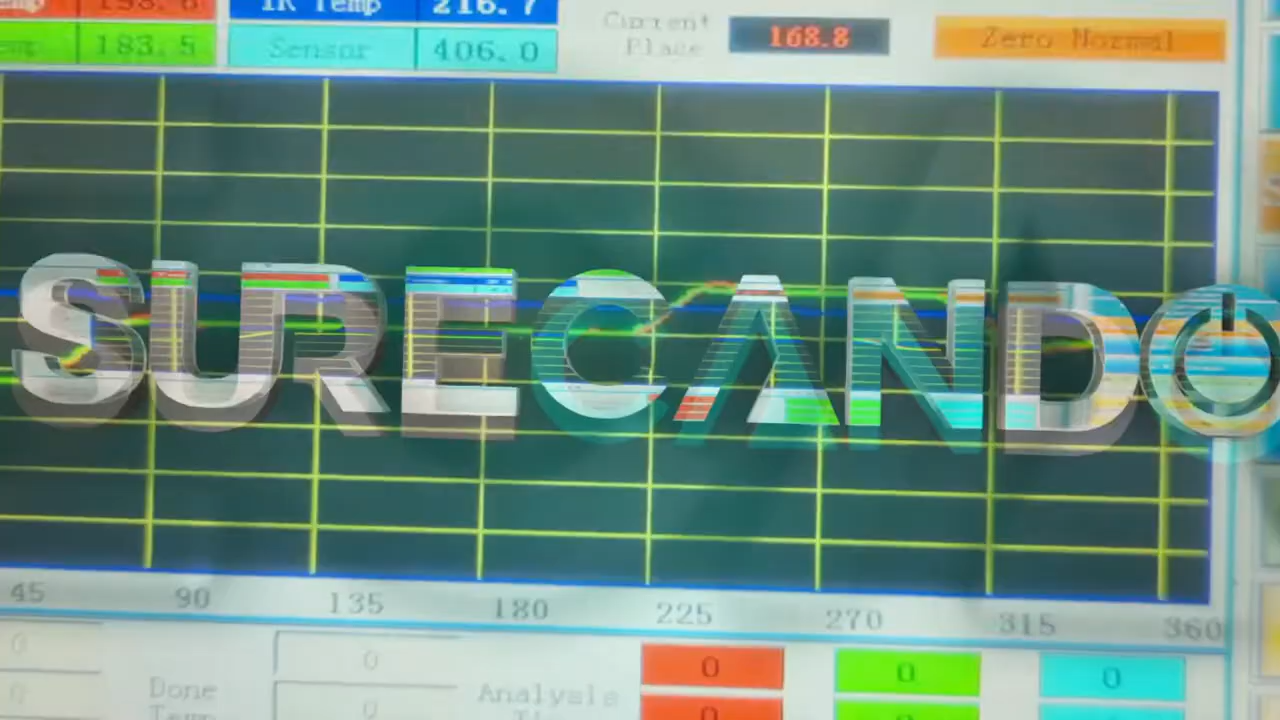 IR Temp 216.7
183.5 Sensor 406.0
Current Place 168.8 Zero Normal
SURECANDO
45 90 135 180 225 270 315 360
0 0 0 0 0
Done Analysis
0 0